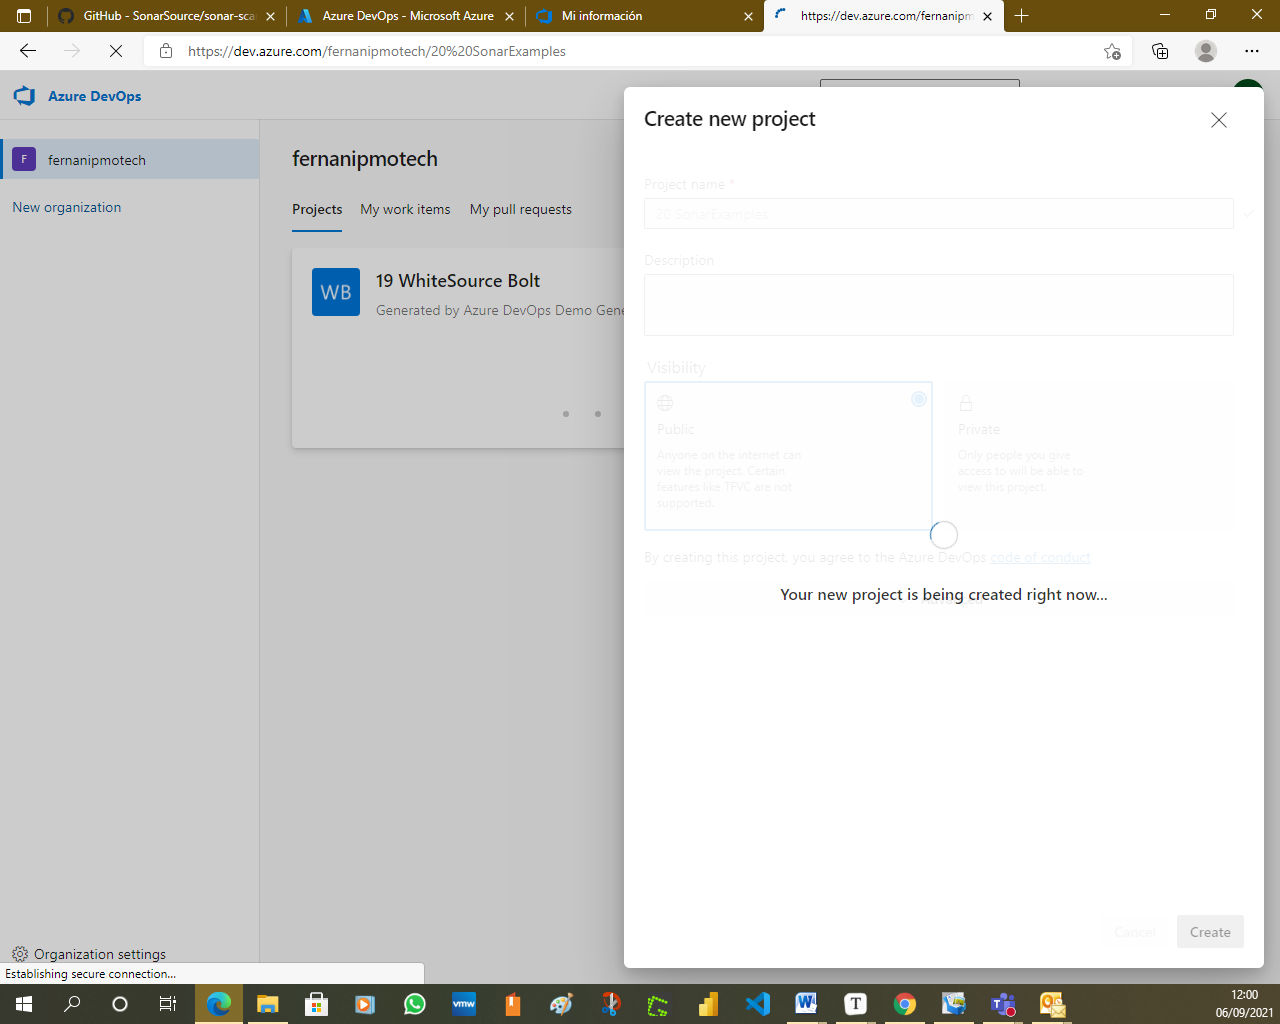 GitHub - SonarSource/sonar-sca
Azure DevOps - Microsoft Azure
Mi información
https://dev.azure.com/fernanipm
https://dev.azure.com/fernanipmotech/20%20SonarExamples
Azure DevOps
F
fernanipmotech
New organization
fernanipmotech
Projects
My work items
My pull requests
WB
19 WhiteSource Bolt
Generated by Azure DevOps Demo Gene
Create new project
Project name *
20 SonarExamples
Description
Visibility
Public
Anyone on the internet can
view the project. Certain
features like TFVC are not
supported.
Private
Only people you give
access to will be able to
view this project.
By creating this project, you agree to the Azure DevOps code of conduct
Your new project is being created right now...
Cancel
Create
Organization settings
Establishing secure connection...
vmw
W
T
12:00
06/09/2021